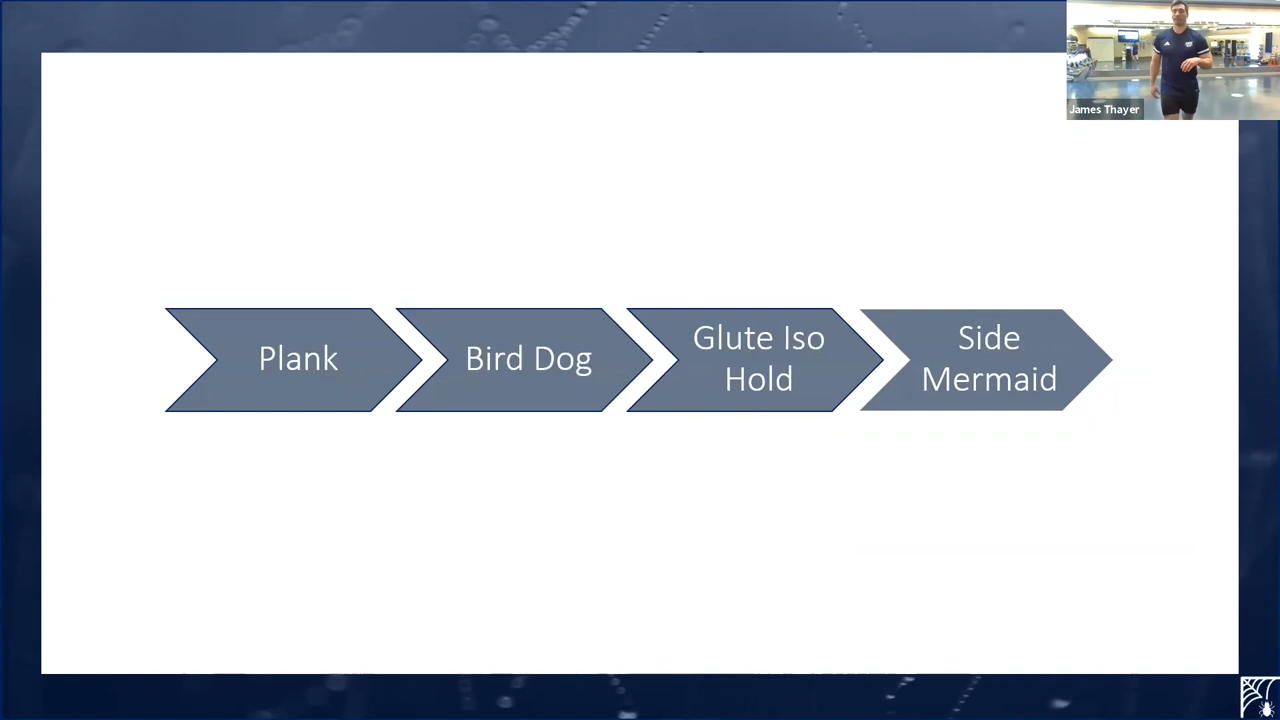 James Thayer
Plank
Bird Dog
Glute Iso
Hold
Side
Mermaid